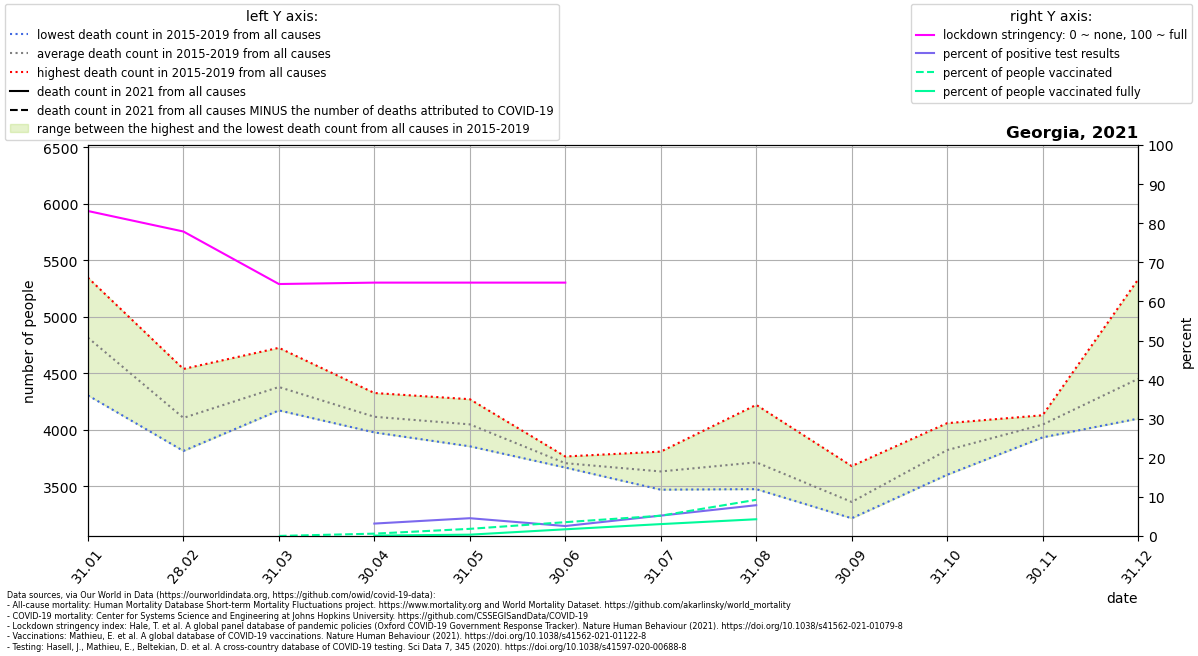 left Y axis:
lowest death count in 2015-2019 from all causes
average death count in 2015-2019 from all causes
highest death count in 2015-2019 from all causes
death count in 2021 from all causes
death count in 2021 from all causes MINUS the number of deaths attributed to COVID-19
range between the highest and the lowest death count from all causes in 2015-2019
right Y axis:
lockdown stringency: 0 ~ none, 100 ~ full
percent of positive test results
percent of people vaccinated
percent of people vaccinated fully
Georgia, 2021
number of people
6500
6000
5500
5000
4500
4000
3500
100
90
80
70
60
50
40
30
20
10
0
percent
31.01
28.02
31.03
30.04
31.05
30.06
31.07
31.08
30.09
31.10
30.11
31.12
date
Data sources, via Our World in Data (https://ourworldindata.org, https://github.com/owid/covid-19-data):
- All-cause mortality: Human Mortality Database Short-term Mortality Fluctuations project. https://www.mortality.org and World Mortality Dataset. https://github.com/akarlinsky/world_mortality
- COVID-19 mortality: Center for Systems Science and Engineering at Johns Hopkins University. https://github.com/CSSEGISandData/COVID-19
- Lockdown stringency index: Hale, T. et al. A global panel database of pandemic policies (Oxford COVID-19 Government Response Tracker). Nature Human Behaviour (2021). https://doi.org/10.1038/s41562-021-01079-8
- Vaccinations: Mathieu, E. et al. A global database of COVID-19 vaccinations. Nature Human Behaviour (2021). https://doi.org/10.1038/s41562-021-01122-8
- Testing: Hasell, J., Mathieu, E., Beltekian, D. et al. A cross-country database of COVID-19 testing. Sci Data 7, 345 (2020). https://doi.org/10.1038/s41597-020-00688-8